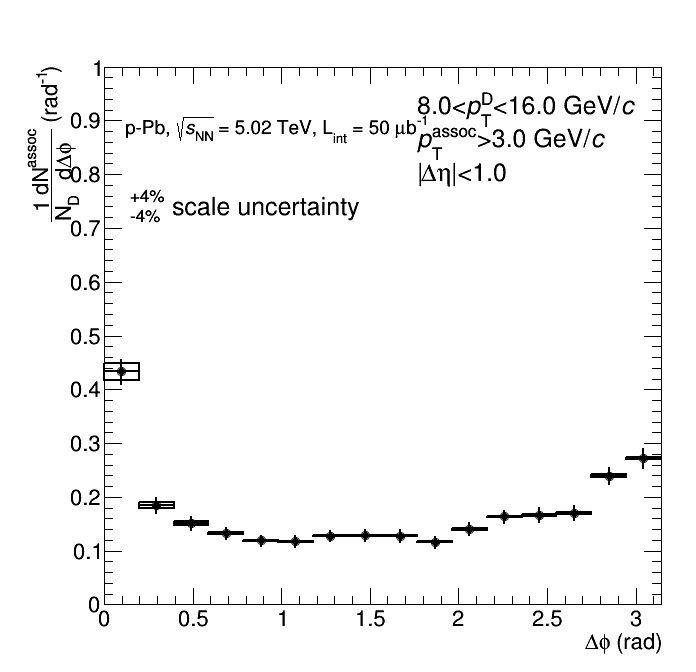 1
0.9
0.8
0.7
0.6
0.5
0.4
0.3
0.2
0.1
0
1 dN^assoc
N_D dΔϕ (rad^-1)
8.0<p_T^D<16.0 GeV/c
p-Pb, √s_NN = 5.02 TeV, L_int = 50 μb^-1
p_T^assoc>3.0 GeV/c
|Δη|<1.0
+4%
-4% scale uncertainty
0 0.5 1 1.5 2 2.5 3
Δϕ (rad)